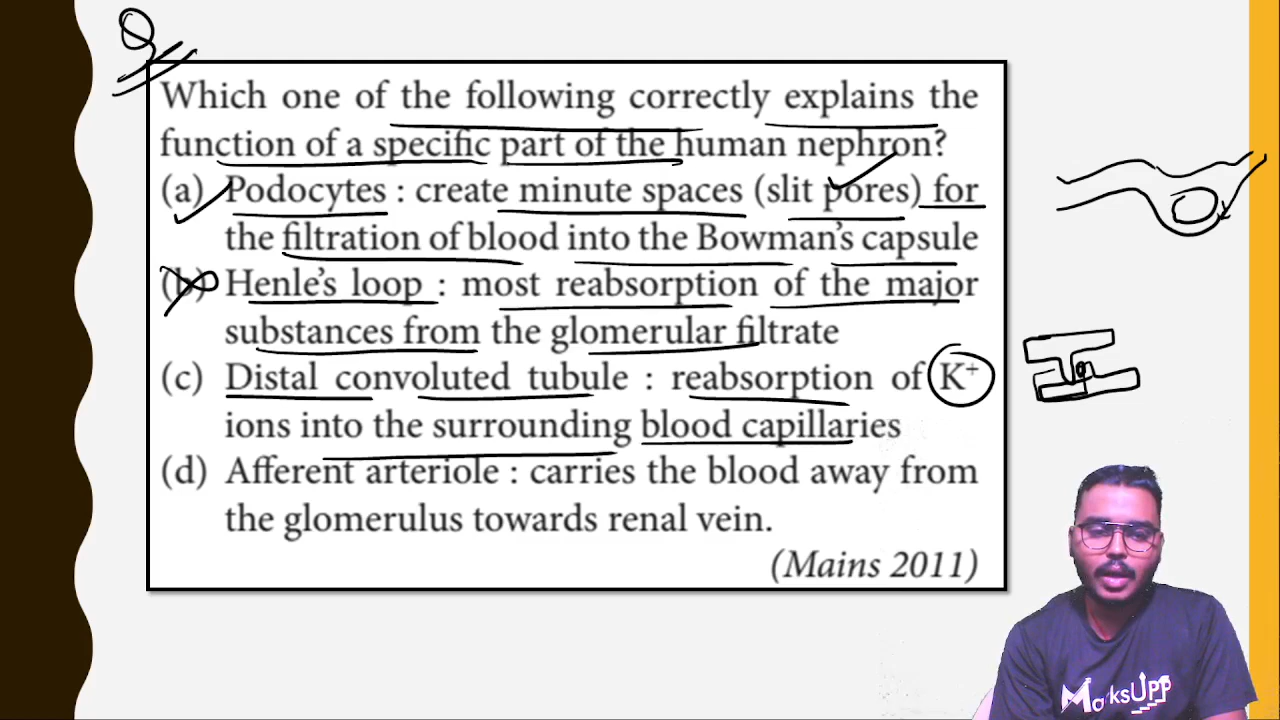 Q
Which one of the following correctly explains the
function of a specific part of the human nephron?
(a) Podocytes : create minute spaces (slit pores) for
the filtration of blood into the Bowman's capsule
(b) Henle's loop : most reabsorption of the major
substances from the glomerular filtrate
(c) Distal convoluted tubule : reabsorption of K⁺
ions into the surrounding blood capillaries
(d) Afferent arteriole : carries the blood away from
the glomerulus towards renal vein.
(Mains 2011)
MarksUpp